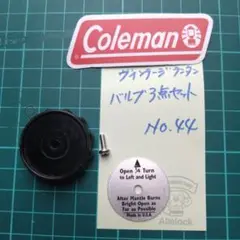 Coleman
ヴィンテージランタン
バルブ3点セット
NO.44
Open ¼ Turn
to Left and Light
After Mantle Burns
Bright Open as
Far as Possible
Made in U.S.A.